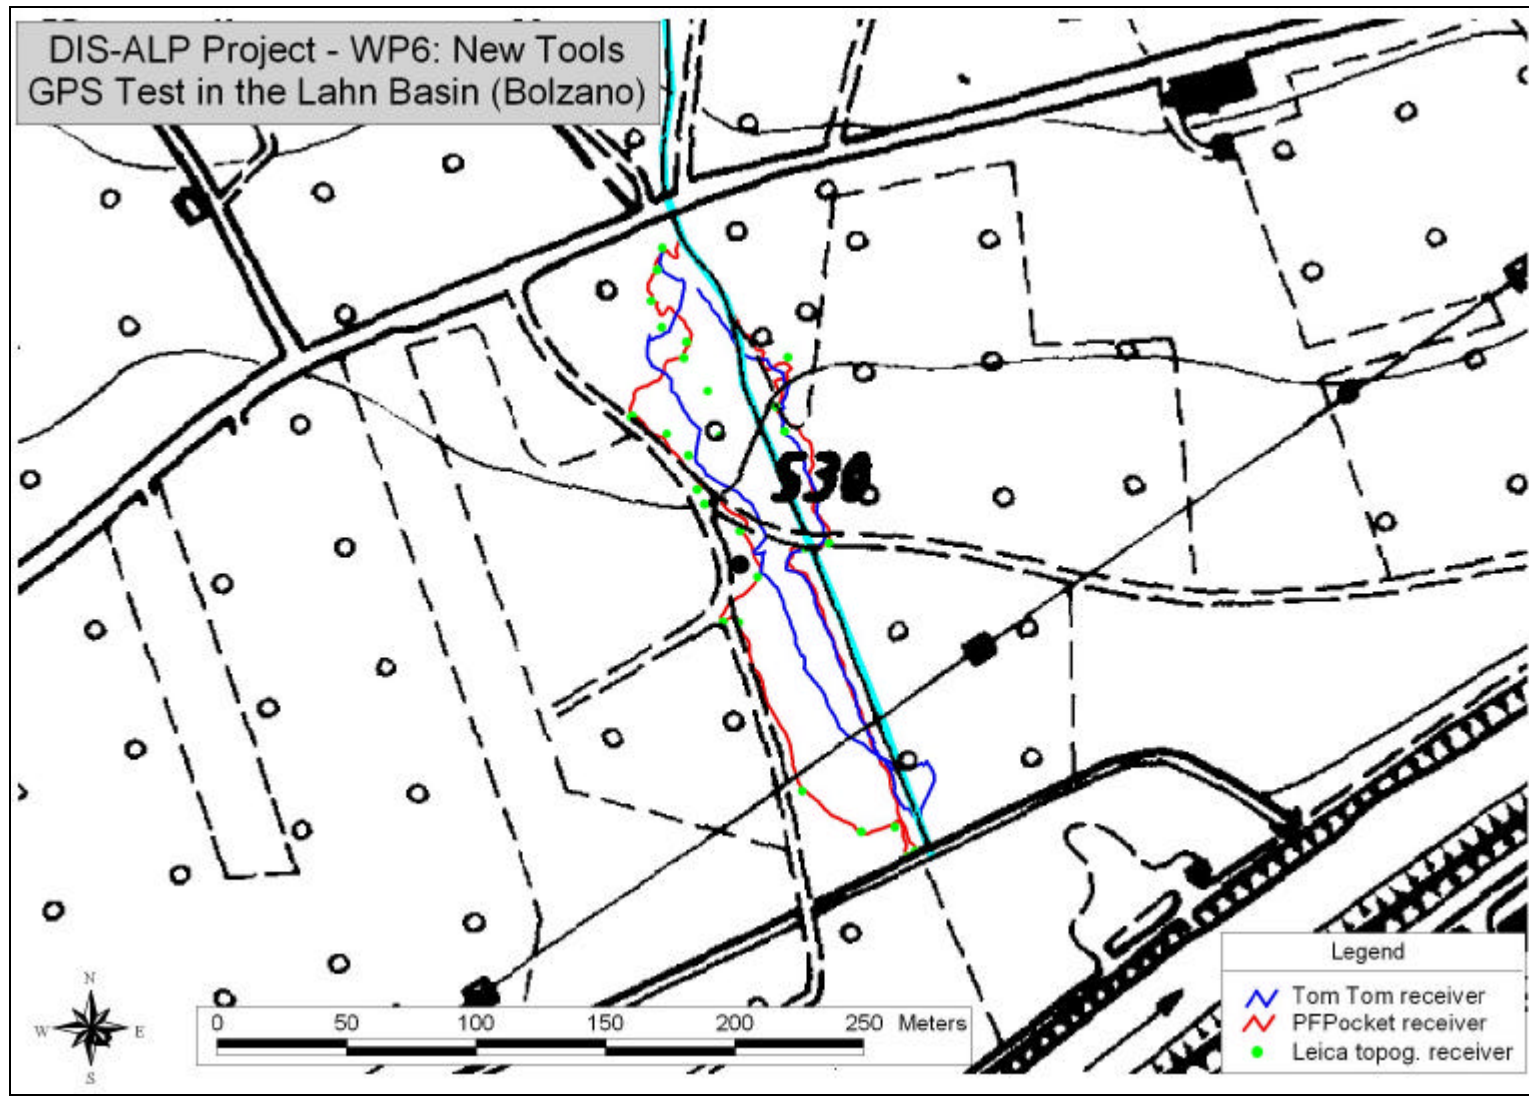 DIS-ALP Project - WP6: New Tools
GPS Test in the Lahn Basin (Bolzano)
530
Legend
Tom Tom receiver
PFPocket receiver
Leica topog. receiver
N
W E
S
0 50 100 150 200 250 Meters